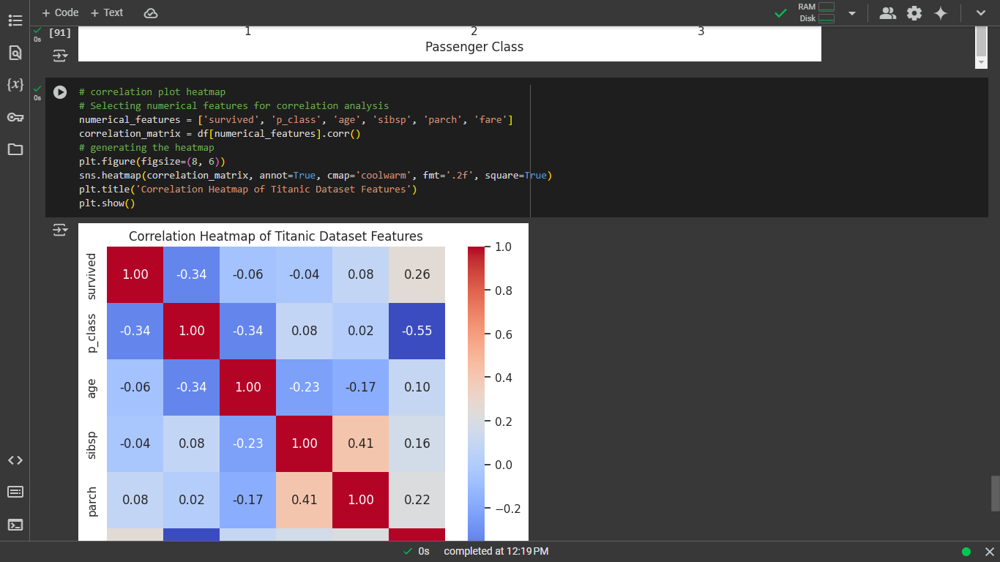 + Code + Text
RAM
Disk
[91]
0s
1 2 3
Passenger Class
{x}
0s
# correlation plot heatmap
# Selecting numerical features for correlation analysis
numerical_features = ['survived', 'p_class', 'age', 'sibsp', 'parch', 'fare']
correlation_matrix = df[numerical_features].corr()
# generating the heatmap
plt.figure(figsize=(8, 6))
sns.heatmap(correlation_matrix, annot=True, cmap='coolwarm', fmt='.2f', square=True)
plt.title('Correlation Heatmap of Titanic Dataset Features')
plt.show()
Correlation Heatmap of Titanic Dataset Features
survived 1.00 -0.34 -0.06 -0.04 0.08 0.26
p_class -0.34 1.00 -0.34 0.08 0.02 -0.55
age -0.06 -0.34 1.00 -0.23 -0.17 0.10
sibsp -0.04 0.08 -0.23 1.00 0.41 0.16
parch 0.08 0.02 -0.17 0.41 1.00 0.22
1.0
0.8
0.6
0.4
0.2
0.0
−0.2
0s completed at 12:19 PM